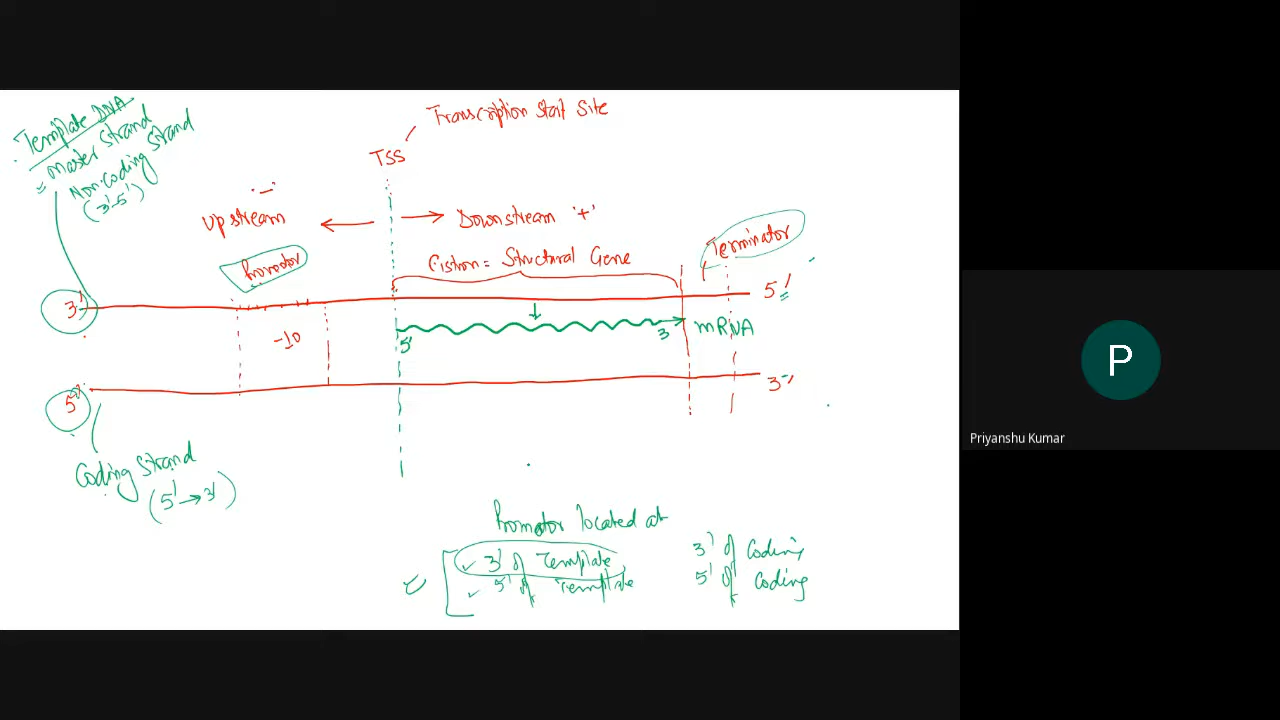 Template DNA
= Master Strand
Non coding Strand
(3'-5')
Transcription Start Site
TSS
'-'
Upstream
Downstream '+'
Promotor
Cistron = Structural Gene
Terminator
3'
5'
-10
5'
3'
mRNA
5'
3'
Coding Strand
(5'→3')
Promotor located at
✓ 3' of Template
3' of Coding
✓ 5' of Template
5' of Coding
P
Priyanshu Kumar